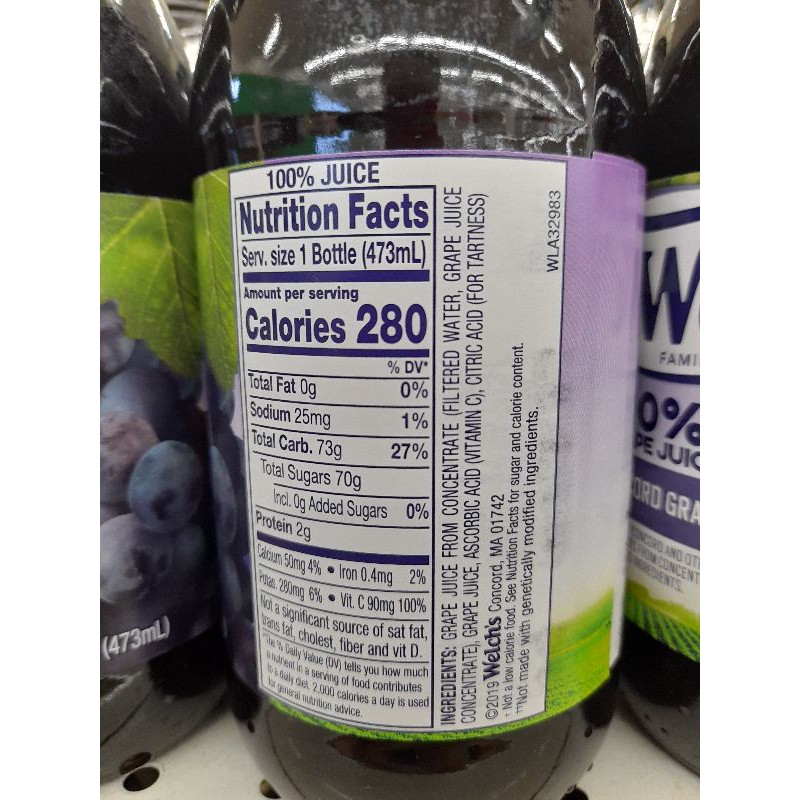 100% JUICE
Nutrition Facts
Serv. size 1 Bottle (473mL)
Amount per serving
Calories 280
% DV*
Total Fat 0g 0%
Sodium 25mg 1%
Total Carb. 73g 27%
Total Sugars 70g
Incl. 0g Added Sugars 0%
Protein 2g
Calcium 50mg 4% • Iron 0.4mg 2%
Potas. 280mg 6% • Vit. C 90mg 100%
Not a significant source of sat fat,
trans fat, cholest, fiber and vit D.
*The % Daily Value (DV) tells you how much
a nutrient in a serving of food contributes
to a daily diet. 2,000 calories a day is used
for general nutrition advice.
INGREDIENTS: GRAPE JUICE FROM CONCENTRATE (FILTERED WATER, GRAPE JUICE
CONCENTRATE), GRAPE JUICE, ASCORBIC ACID (VITAMIN C), CITRIC ACID (FOR TARTNESS)
©2019 Welch's Concord, MA 01742
† Not a low calorie food. See Nutrition Facts for sugar and calorie content.
††Not made with genetically modified ingredients.
WLA32983
(473mL)
W
FAMI
0%
PE JUIC
ORD GRA
CONCORD AND OT
FROM CONCENT
INGREDIENTS.